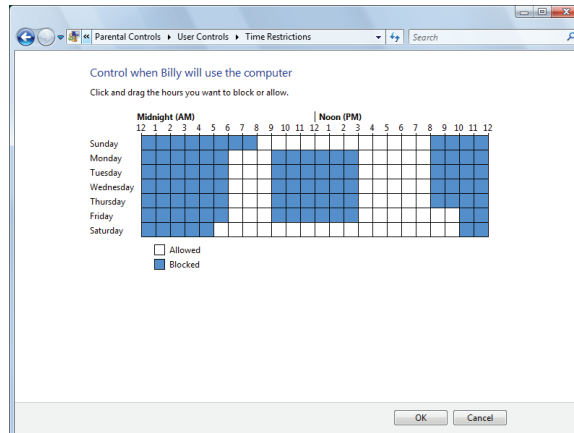 « Parental Controls ▸ User Controls ▸ Time Restrictions Search
Control when Billy will use the computer
Click and drag the hours you want to block or allow.
Midnight (AM) Noon (PM)
12 1 2 3 4 5 6 7 8 9 10 11 12 1 2 3 4 5 6 7 8 9 10 11 12
Sunday
Monday
Tuesday
Wednesday
Thursday
Friday
Saturday
Allowed
Blocked
OK Cancel